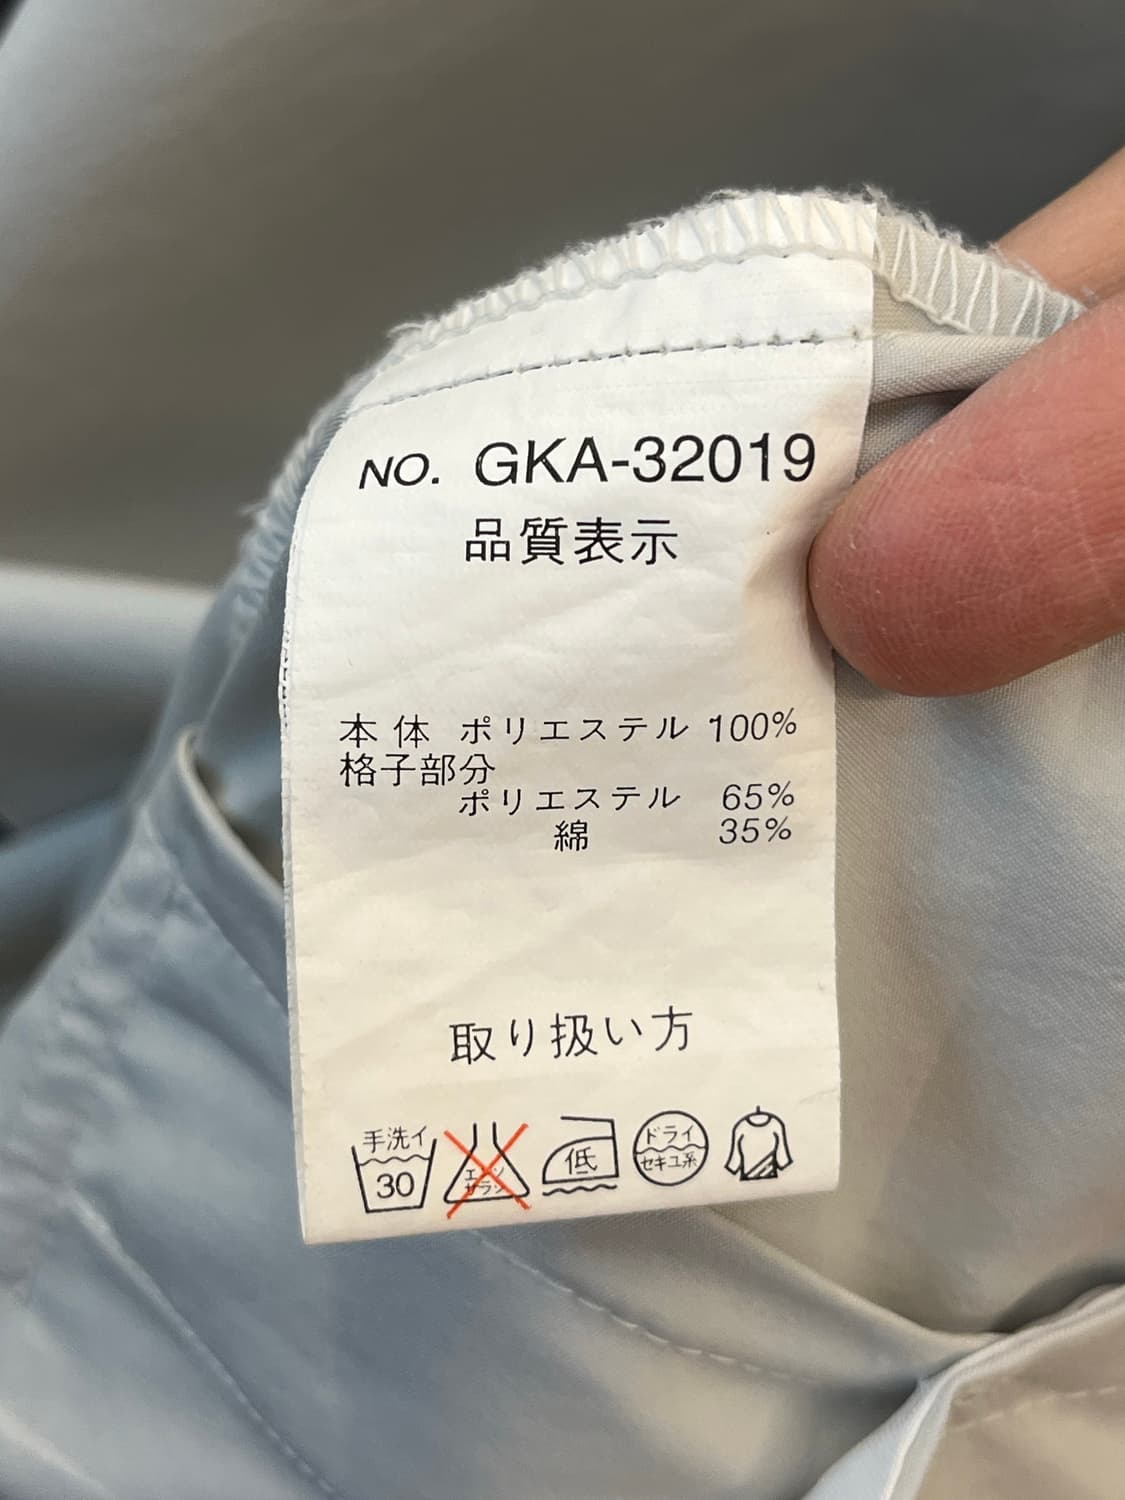 NO. GKA-32019
品質表示
本体 ポリエステル 100%
格子部分
ポリエステル 65%
綿 35%
取り扱い方
手洗イ
30
エンソ
サラシ
低
ドライ
セキユ系